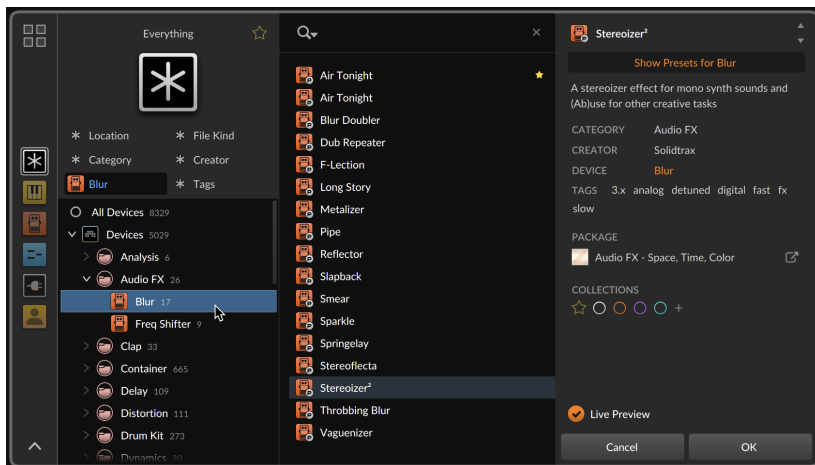 Everything
Location
File Kind
Category
Creator
Blur
Tags
All Devices 8329
Devices 5029
Analysis 6
Audio FX 26
Blur 17
Freq Shifter 9
Clap 33
Container 665
Delay 109
Distortion 111
Drum Kit 273
Dynamics 30
Air Tonight
Air Tonight
Blur Doubler
Dub Repeater
F-Lection
Long Story
Metalizer
Pipe
Reflector
Slapback
Smear
Sparkle
Springelay
Stereoflecta
Stereoizer²
Throbbing Blur
Vaguenizer
Stereoizer²
Show Presets for Blur
A stereoizer effect for mono synth sounds and
(Ab)use for other creative tasks
CATEGORY Audio FX
CREATOR Solidtrax
DEVICE Blur
TAGS 3.x analog detuned digital fast fx
slow
PACKAGE
Audio FX - Space, Time, Color
COLLECTIONS
Live Preview
Cancel
OK